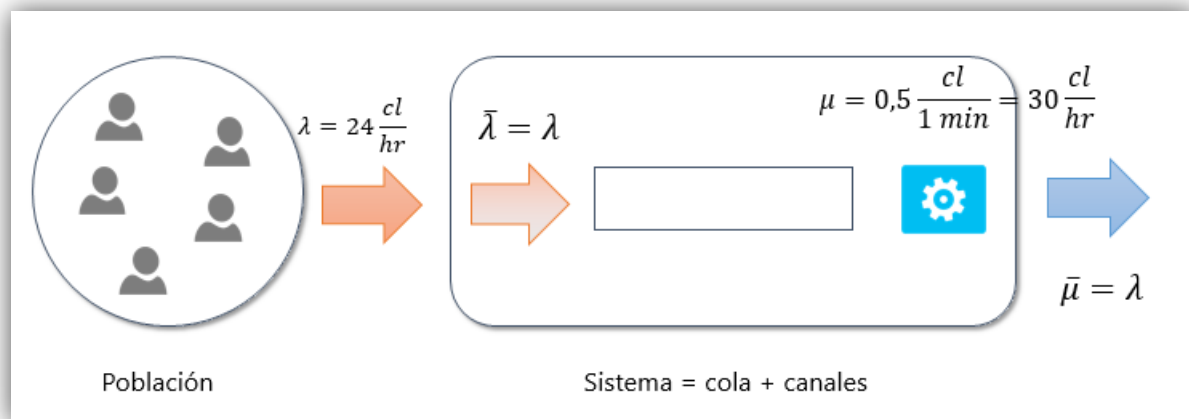 λ = 24 cl/hr
λ̄ = λ
μ = 0,5 cl/1 min = 30 cl/hr
μ̄ = λ
Población
Sistema = cola + canales